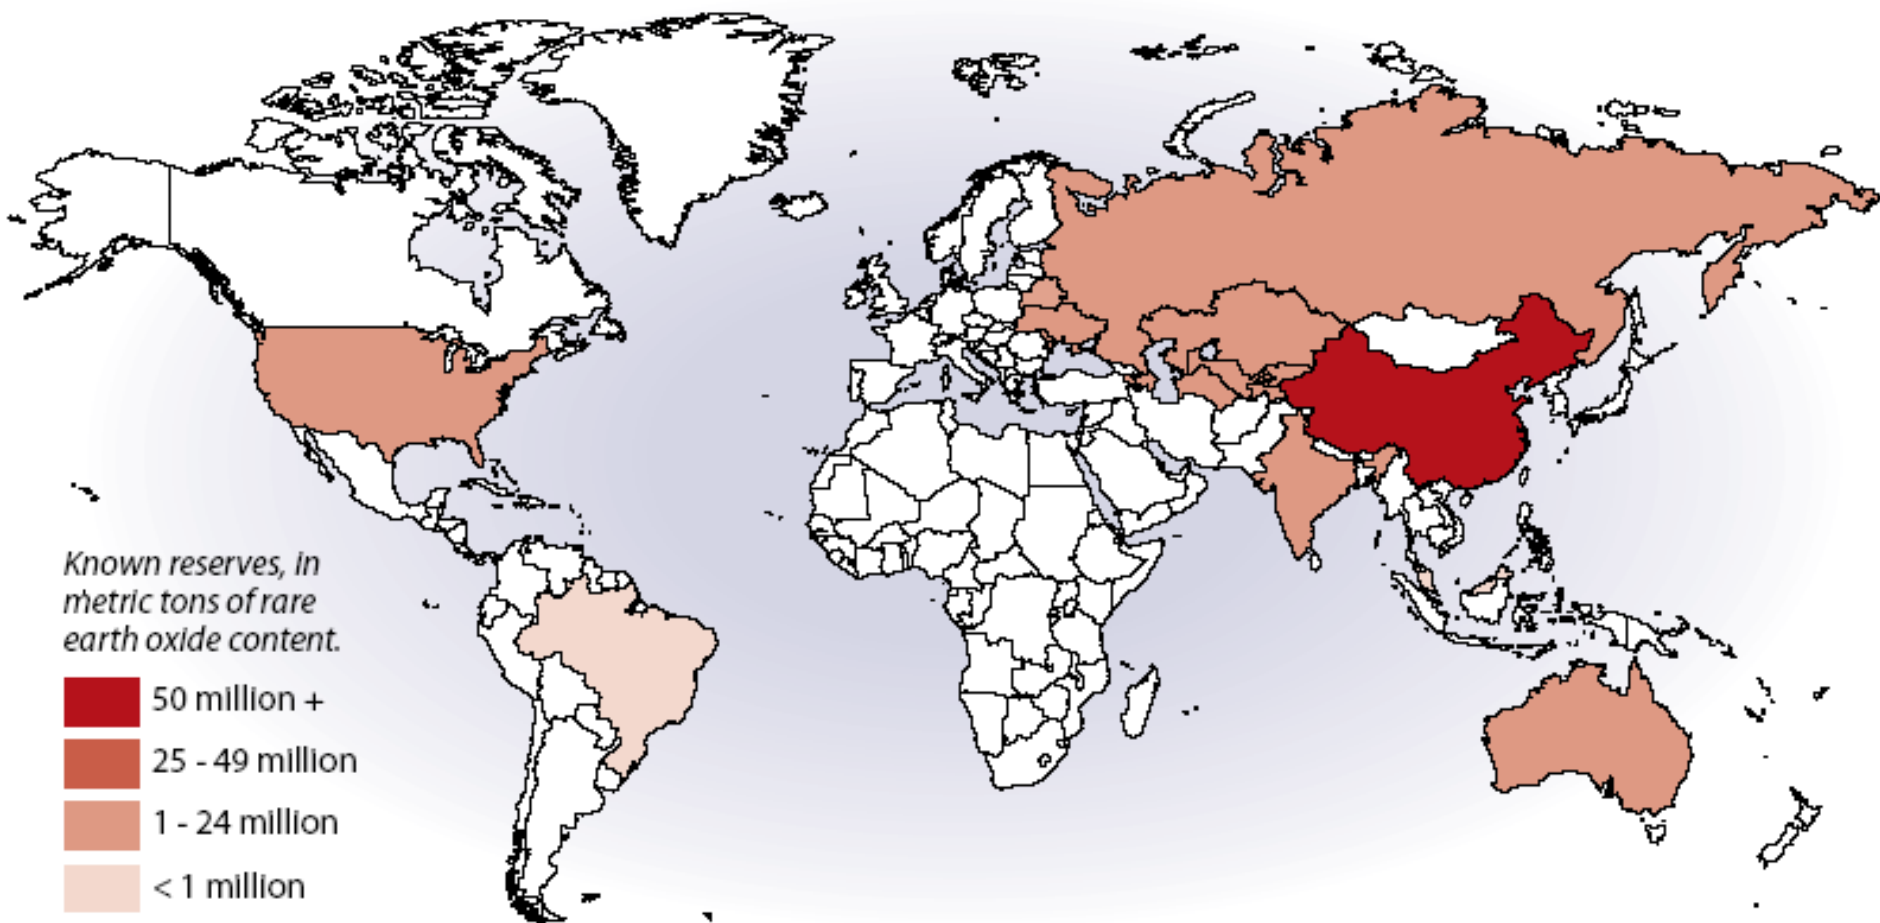 Known reserves, in
metric tons of rare
earth oxide content.
50 million +
25 - 49 million
1 - 24 million
< 1 million